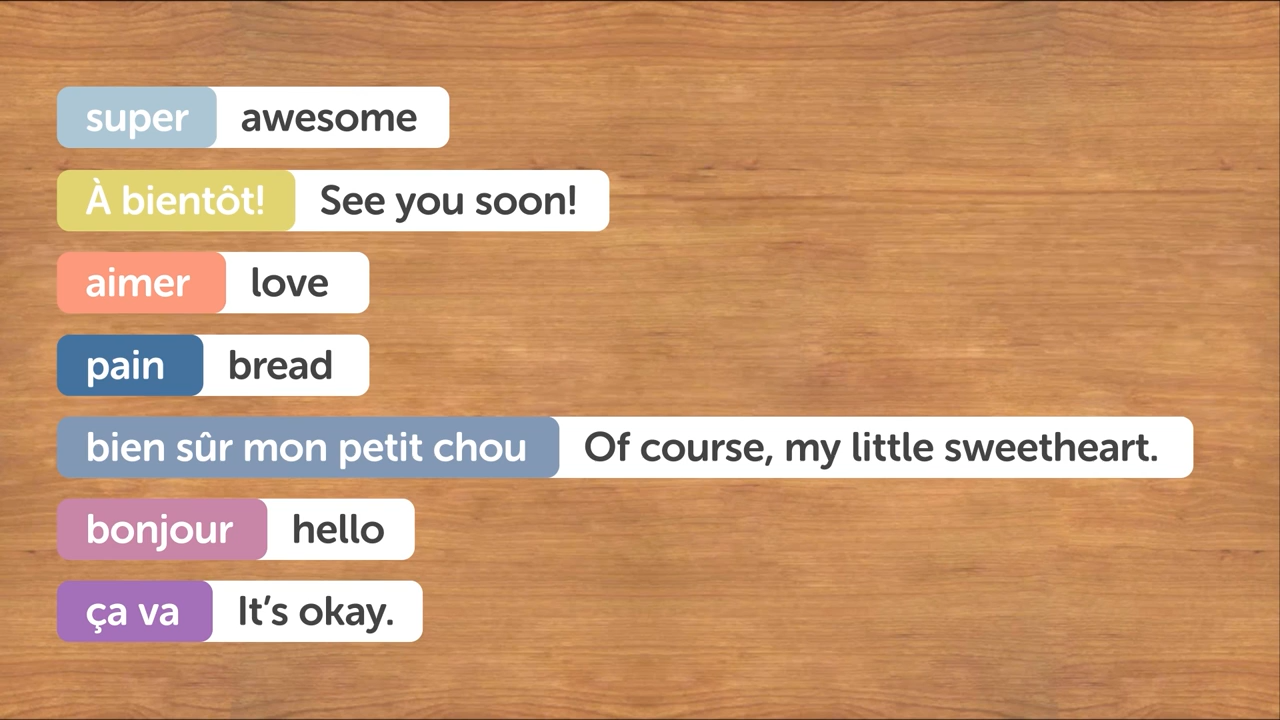 super awesome
À bientôt! See you soon!
aimer love
pain bread
bien sûr mon petit chou Of course, my little sweetheart.
bonjour hello
ça va It's okay.